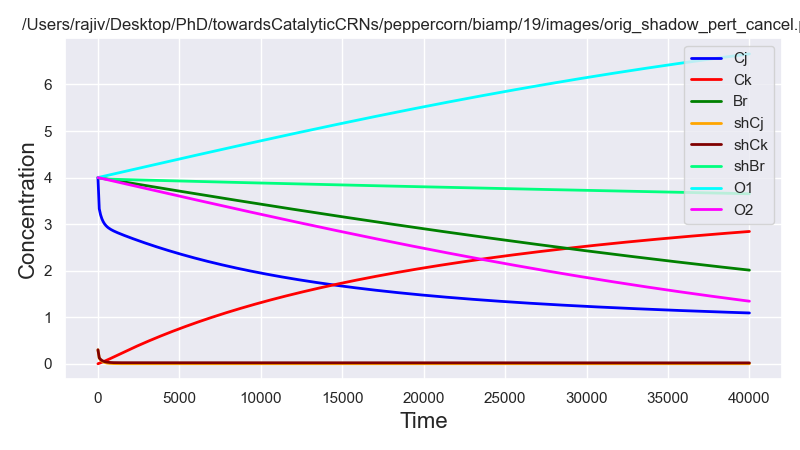 /Users/rajiv/Desktop/PhD/towardsCatalyticCRNs/peppercorn/biamp/19/images/orig_shadow_pert_cancel.p
Concentration
6
5
4
3
2
1
0
0 5000 10000 15000 20000 25000 30000 35000 40000
Time
Cj
Ck
Br
shCj
shCk
shBr
O1
O2